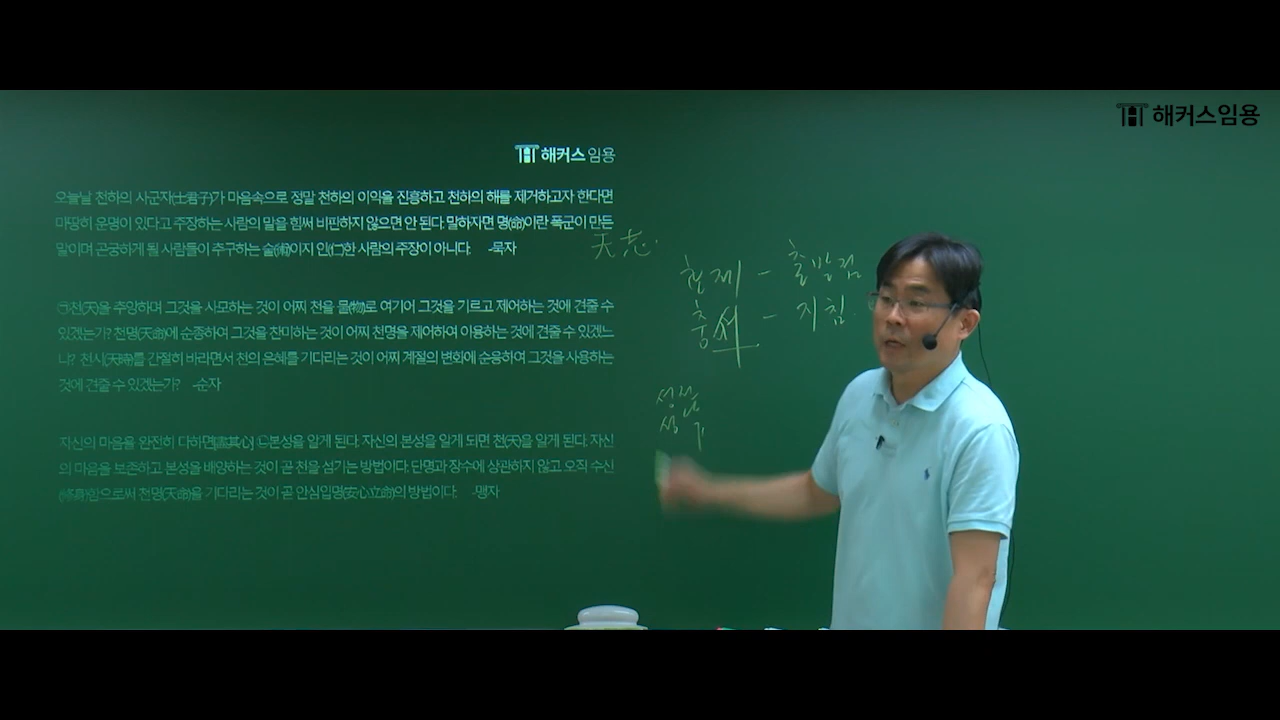 해커스임용
해커스 임용
오늘날 천하의 사군자(士君子)가 마음속으로 정말 천하의 이익을 진흥하고 천하의 해를 제거하고자 한다면
마땅히 운명이 있다고 주장하는 사람의 말을 힘써 비판하지 않으면 안 된다. 말하자면 명(命)이란 폭군이 만든
말이며 곤궁하게 될 사람들이 추구하는 술(術)이지 인(仁)한 사람의 주장이 아니다. -묵자
天志
현재 - 출발점
충서 - 지침
㉠천(天)을 추앙하며 그것을 사모하는 것이 어찌 천을 물(物)로 여기어 그것을 기르고 제어하는 것에 견줄 수
있겠는가? 천명(天命)에 순종하여 그것을 찬미하는 것이 어찌 천명을 제어하여 이용하는 것에 견줄 수 있겠느
냐? 천시(天時)를 간절히 바라면서 천의 은혜를 기다리는 것이 어찌 계절의 변화에 순응하여 그것을 사용하는
것에 견줄 수 있겠는가? -순자
자신의 마음을 완전히 다하면[盡其心] ㉡본성을 알게 된다. 자신의 본성을 알게 되면 천(天)을 알게 된다. 자신
의 마음을 보존하고 본성을 배양하는 것이 곧 천을 섬기는 방법이다. 단명과 장수에 상관하지 않고 오직 수신
(修身)함으로써 천명(天命)을 기다리는 것이 곧 안심입명(安心立命)의 방법이다. -맹자